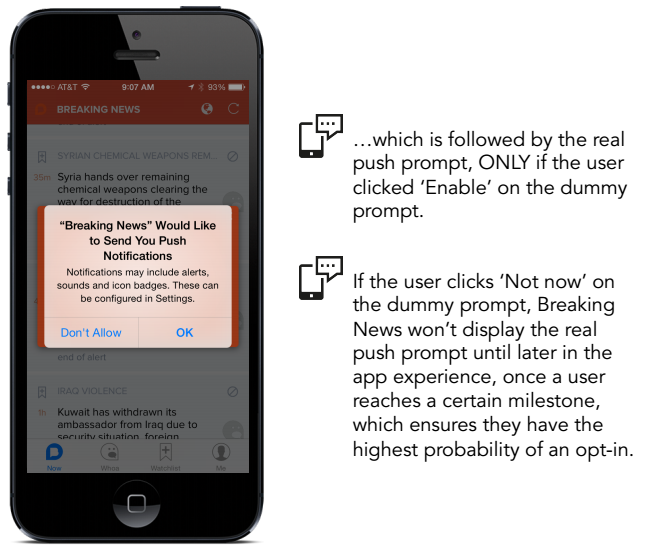 AT&T 9:07 AM 93%
BREAKING NEWS
SYRIAN CHEMICAL WEAPONS REM...
35m Syria hands over remaining
chemical weapons clearing the
way for destruction of the
“Breaking News” Would Like
to Send You Push
Notifications
Notifications may include alerts,
sounds and icon badges. These can
be configured in Settings.
Don't Allow OK
end of alert
IRAQ VIOLENCE
1h Kuwait has withdrawn its
ambassador from Iraq due to
security situation, foreign
Now Whoa Watchlist Me
...which is followed by the real
push prompt, ONLY if the user
clicked ‘Enable’ on the dummy
prompt.
If the user clicks ‘Not now’ on
the dummy prompt, Breaking
News won’t display the real
push prompt until later in the
app experience, once a user
reaches a certain milestone,
which ensures they have the
highest probability of an opt-in.